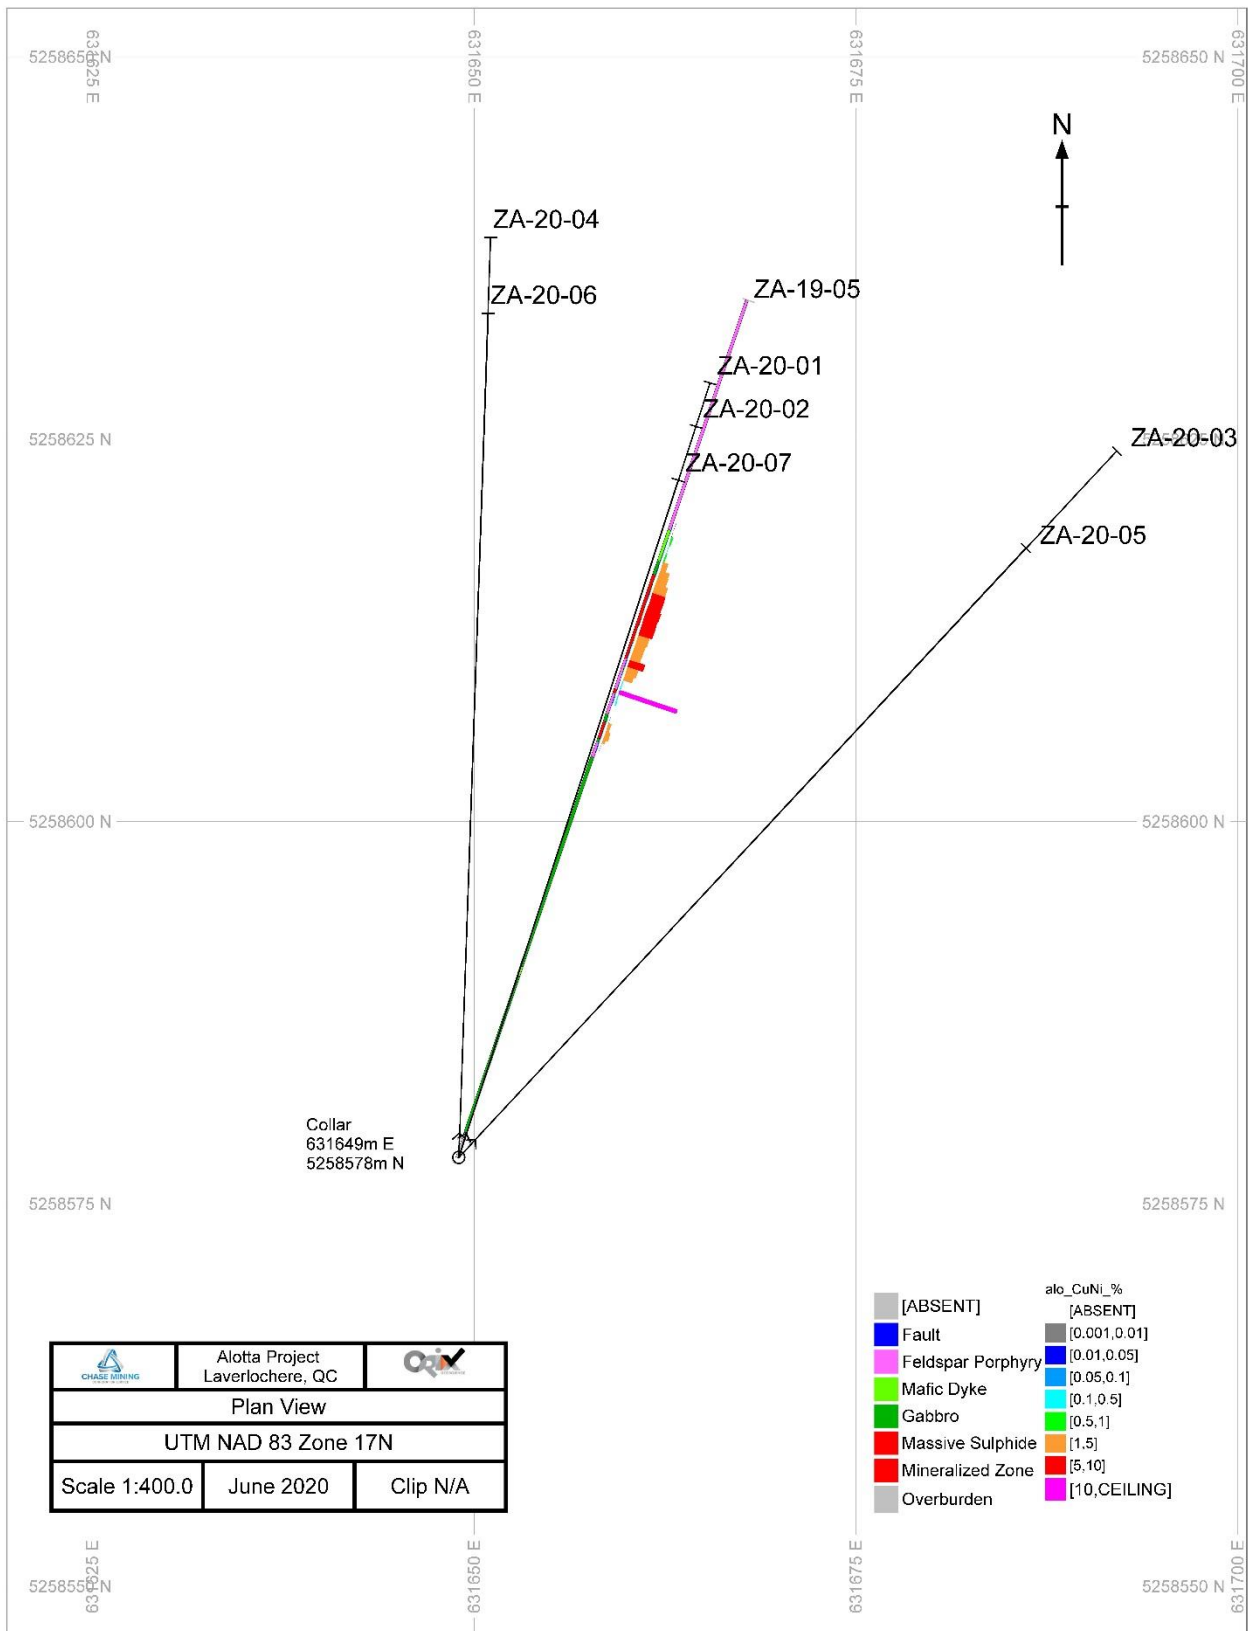 631625 E
631650 E
631675 E
631700 E
5258650 N
5258650 N
N
ZA-20-04
ZA-20-06
ZA-19-05
ZA-20-01
ZA-20-02
ZA-20-07
5258625 N
ZA-20-03
ZA-20-05
5258600 N
5258600 N
Collar
631649m E
5258578m N
5258575 N
5258575 N
[ABSENT]
Fault
Feldspar Porphyry
Mafic Dyke
Gabbro
Massive Sulphide
Mineralized Zone
Overburden
alo_CuNi_%
[ABSENT]
[0.001,0.01]
[0.01,0.05]
[0.05,0.1]
[0.1,0.5]
[0.5,1]
[1.5]
[5,10]
[10,CEILING]
CHASE MINING
Alotta Project
Laverlochere, QC
Orix
Plan View
UTM NAD 83 Zone 17N
Scale 1:400.0
June 2020
Clip N/A
5258550 N
5258550 N
631625 E
631650 E
631675 E
631700 E